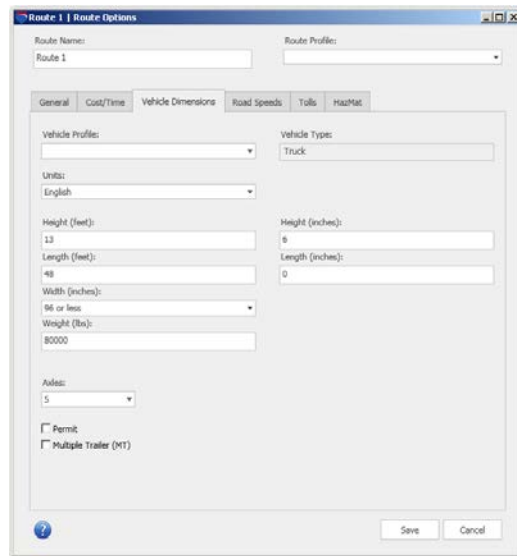 Route 1 | Route Options
Route Name: Route Profile:
Route 1
General Cost/Time Vehicle Dimensions Road Speeds Tolls HazMat
Vehicle Profile: Vehicle Type:
Truck
Units:
English
Height (feet): Height (inches):
13 6
Length (feet): Length (inches):
48 0
Width (inches):
96 or less
Weight (lbs):
80000
Axles:
5
Permit
Multiple Trailer (MT)
? Save Cancel